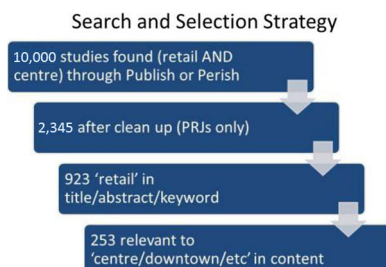 Search and Selection Strategy
10,000 studies found (retail AND
centre) through Publish or Perish
2,345 after clean up (PRJs only)
923 ‘retail’ in
title/abstract/keyword
253 relevant to
‘centre/downtown/etc’ in content